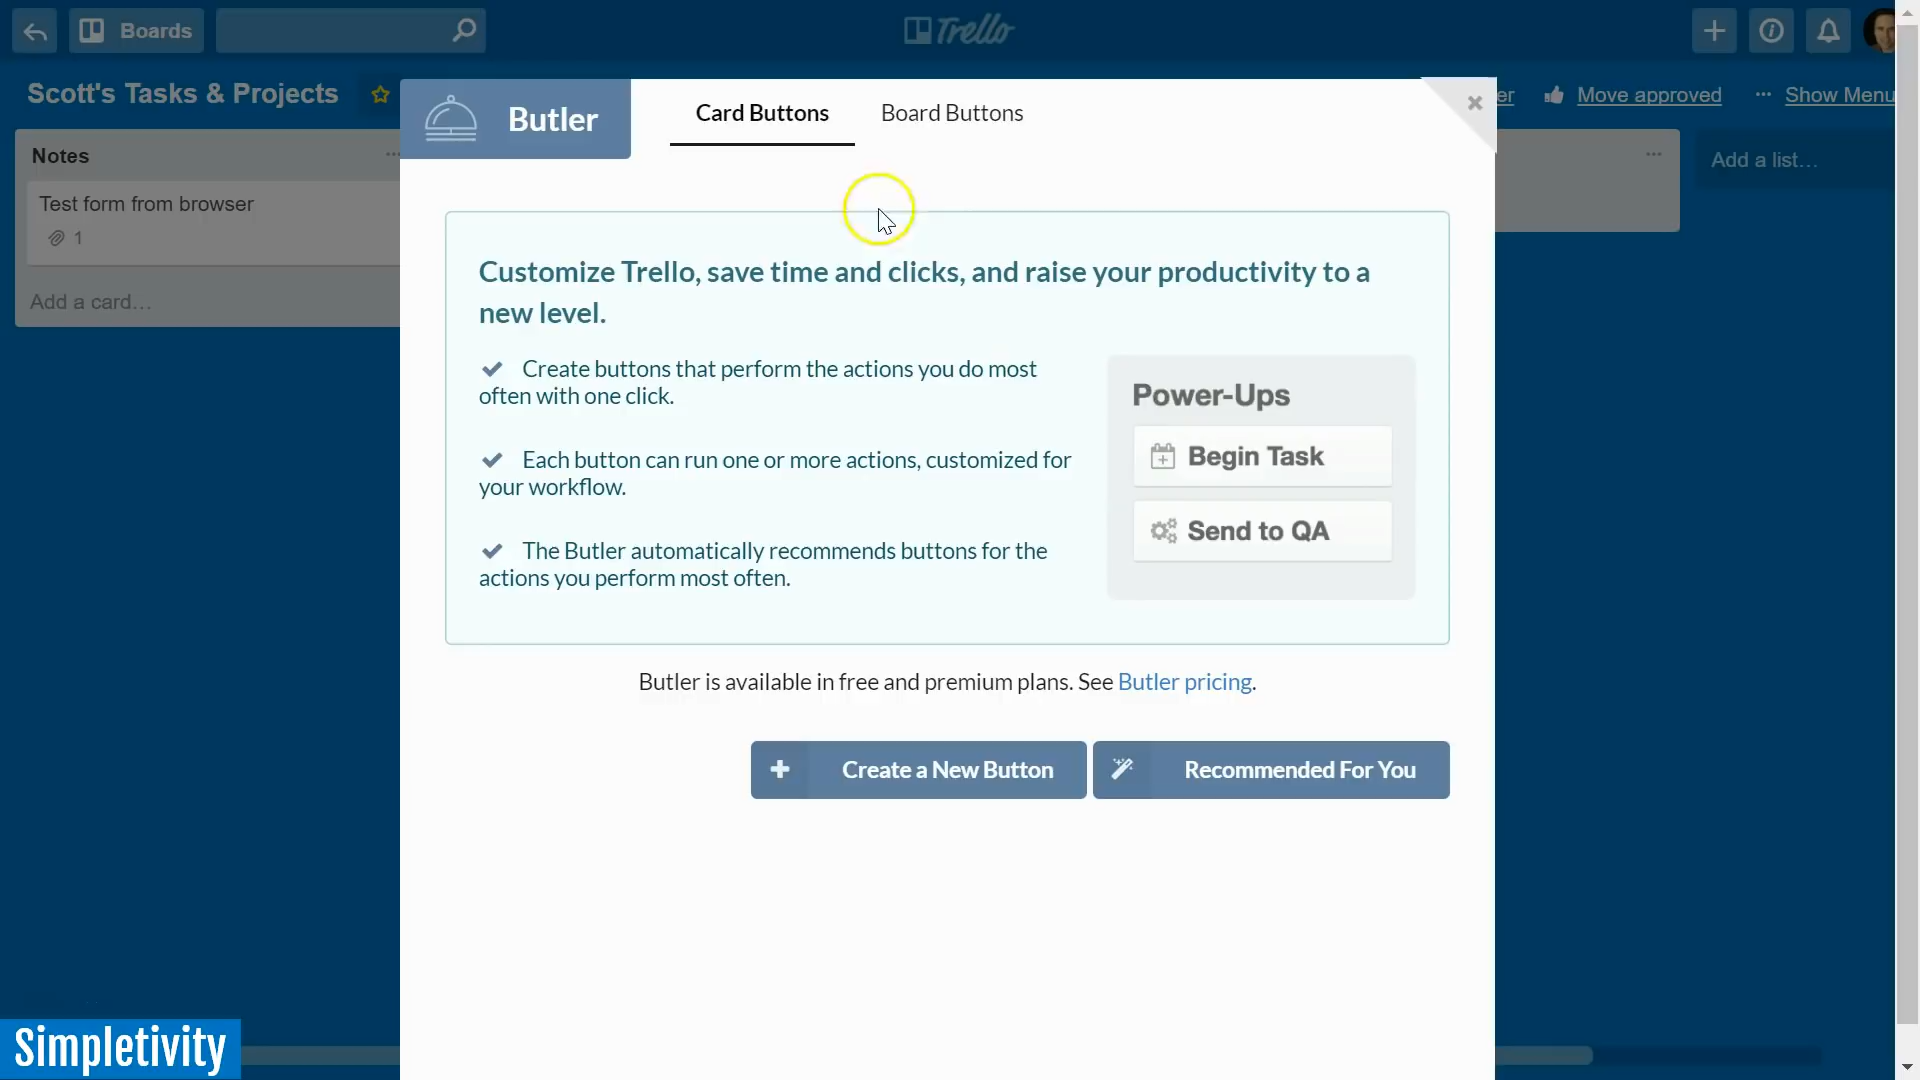 Boards
Trello
Scott's Tasks & Projects
er
Move approved
... Show Menu
Butler
Card Buttons
Board Buttons
Notes
Test form from browser
1
Add a card...
Add a list...
Customize Trello, save time and clicks, and raise your productivity to a
new level.
Create buttons that perform the actions you do most
often with one click.
Each button can run one or more actions, customized for
your workflow.
The Butler automatically recommends buttons for the
actions you perform most often.
Power-Ups
Begin Task
Send to QA
Butler is available in free and premium plans. See Butler pricing.
Create a New Button
Recommended For You
Simpletivity